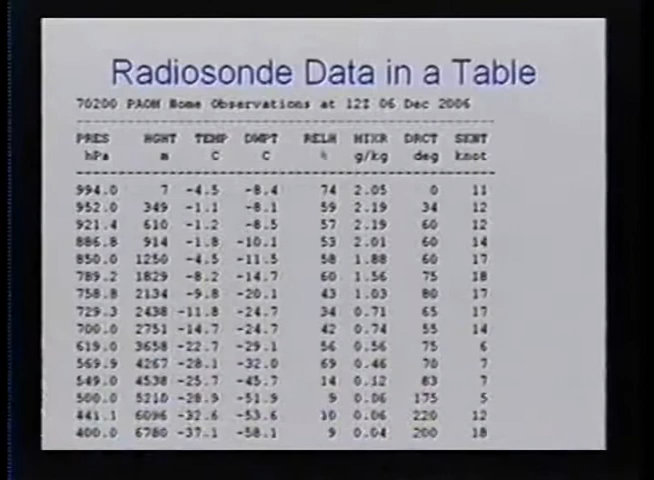 Radiosonde Data in a Table
70200 PAOM Nome Observations at 12Z 06 Dec 2006
PRES HGHT TEMP DWPT RELH MIXR DRCT SKNT
hPa m C C % g/kg deg knot
994.0 7 -4.5 -8.4 74 2.05 0 11
952.0 349 -1.1 -8.1 59 2.19 34 12
921.4 610 -1.2 -8.5 57 2.19 60 12
886.8 914 -1.8 -10.1 53 2.01 60 14
850.0 1250 -4.5 -11.5 58 1.88 60 17
789.2 1829 -8.2 -14.7 60 1.56 75 18
758.8 2134 -9.8 -20.1 43 1.03 80 17
729.3 2438 -11.8 -24.7 34 0.71 65 17
700.0 2751 -14.7 -24.7 42 0.74 55 14
619.0 3658 -22.7 -29.1 56 0.56 75 6
569.9 4267 -28.1 -32.0 69 0.46 70 7
549.0 4538 -25.7 -45.7 14 0.12 83 7
500.0 5210 -28.9 -51.9 9 0.06 175 5
441.1 6096 -32.6 -53.6 10 0.06 220 12
400.0 6780 -37.1 -58.1 9 0.04 200 18